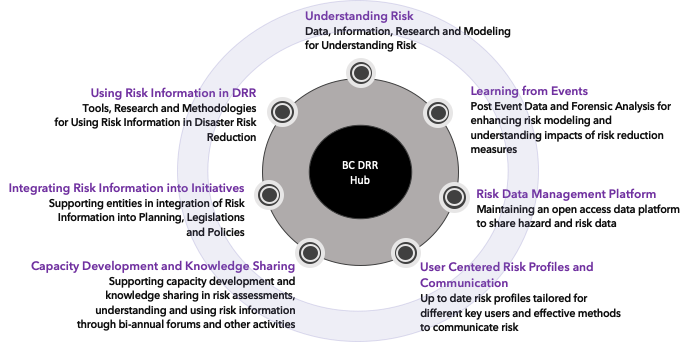 Understanding Risk
Data, Information, Research and Modeling
for Understanding Risk
Learning from Events
Post Event Data and Forensic Analysis for
enhancing risk modeling and
understanding impacts of risk reduction
measures
Risk Data Management Platform
Maintaining an open access data platform
to share hazard and risk data
User Centered Risk Profiles and
Communication
Up to date risk profiles tailored for
different key users and effective methods
to communicate risk
Capacity Development and Knowledge Sharing
Supporting capacity development and
knowledge sharing in risk assessments,
understanding and using risk information
through bi-annual forums and other activities
Integrating Risk Information into Initiatives
Supporting entities in integration of Risk
Information into Planning, Legislations
and Policies
Using Risk Information in DRR
Tools, Research and Methodologies
for Using Risk Information in Disaster Risk
Reduction
BC DRR
Hub